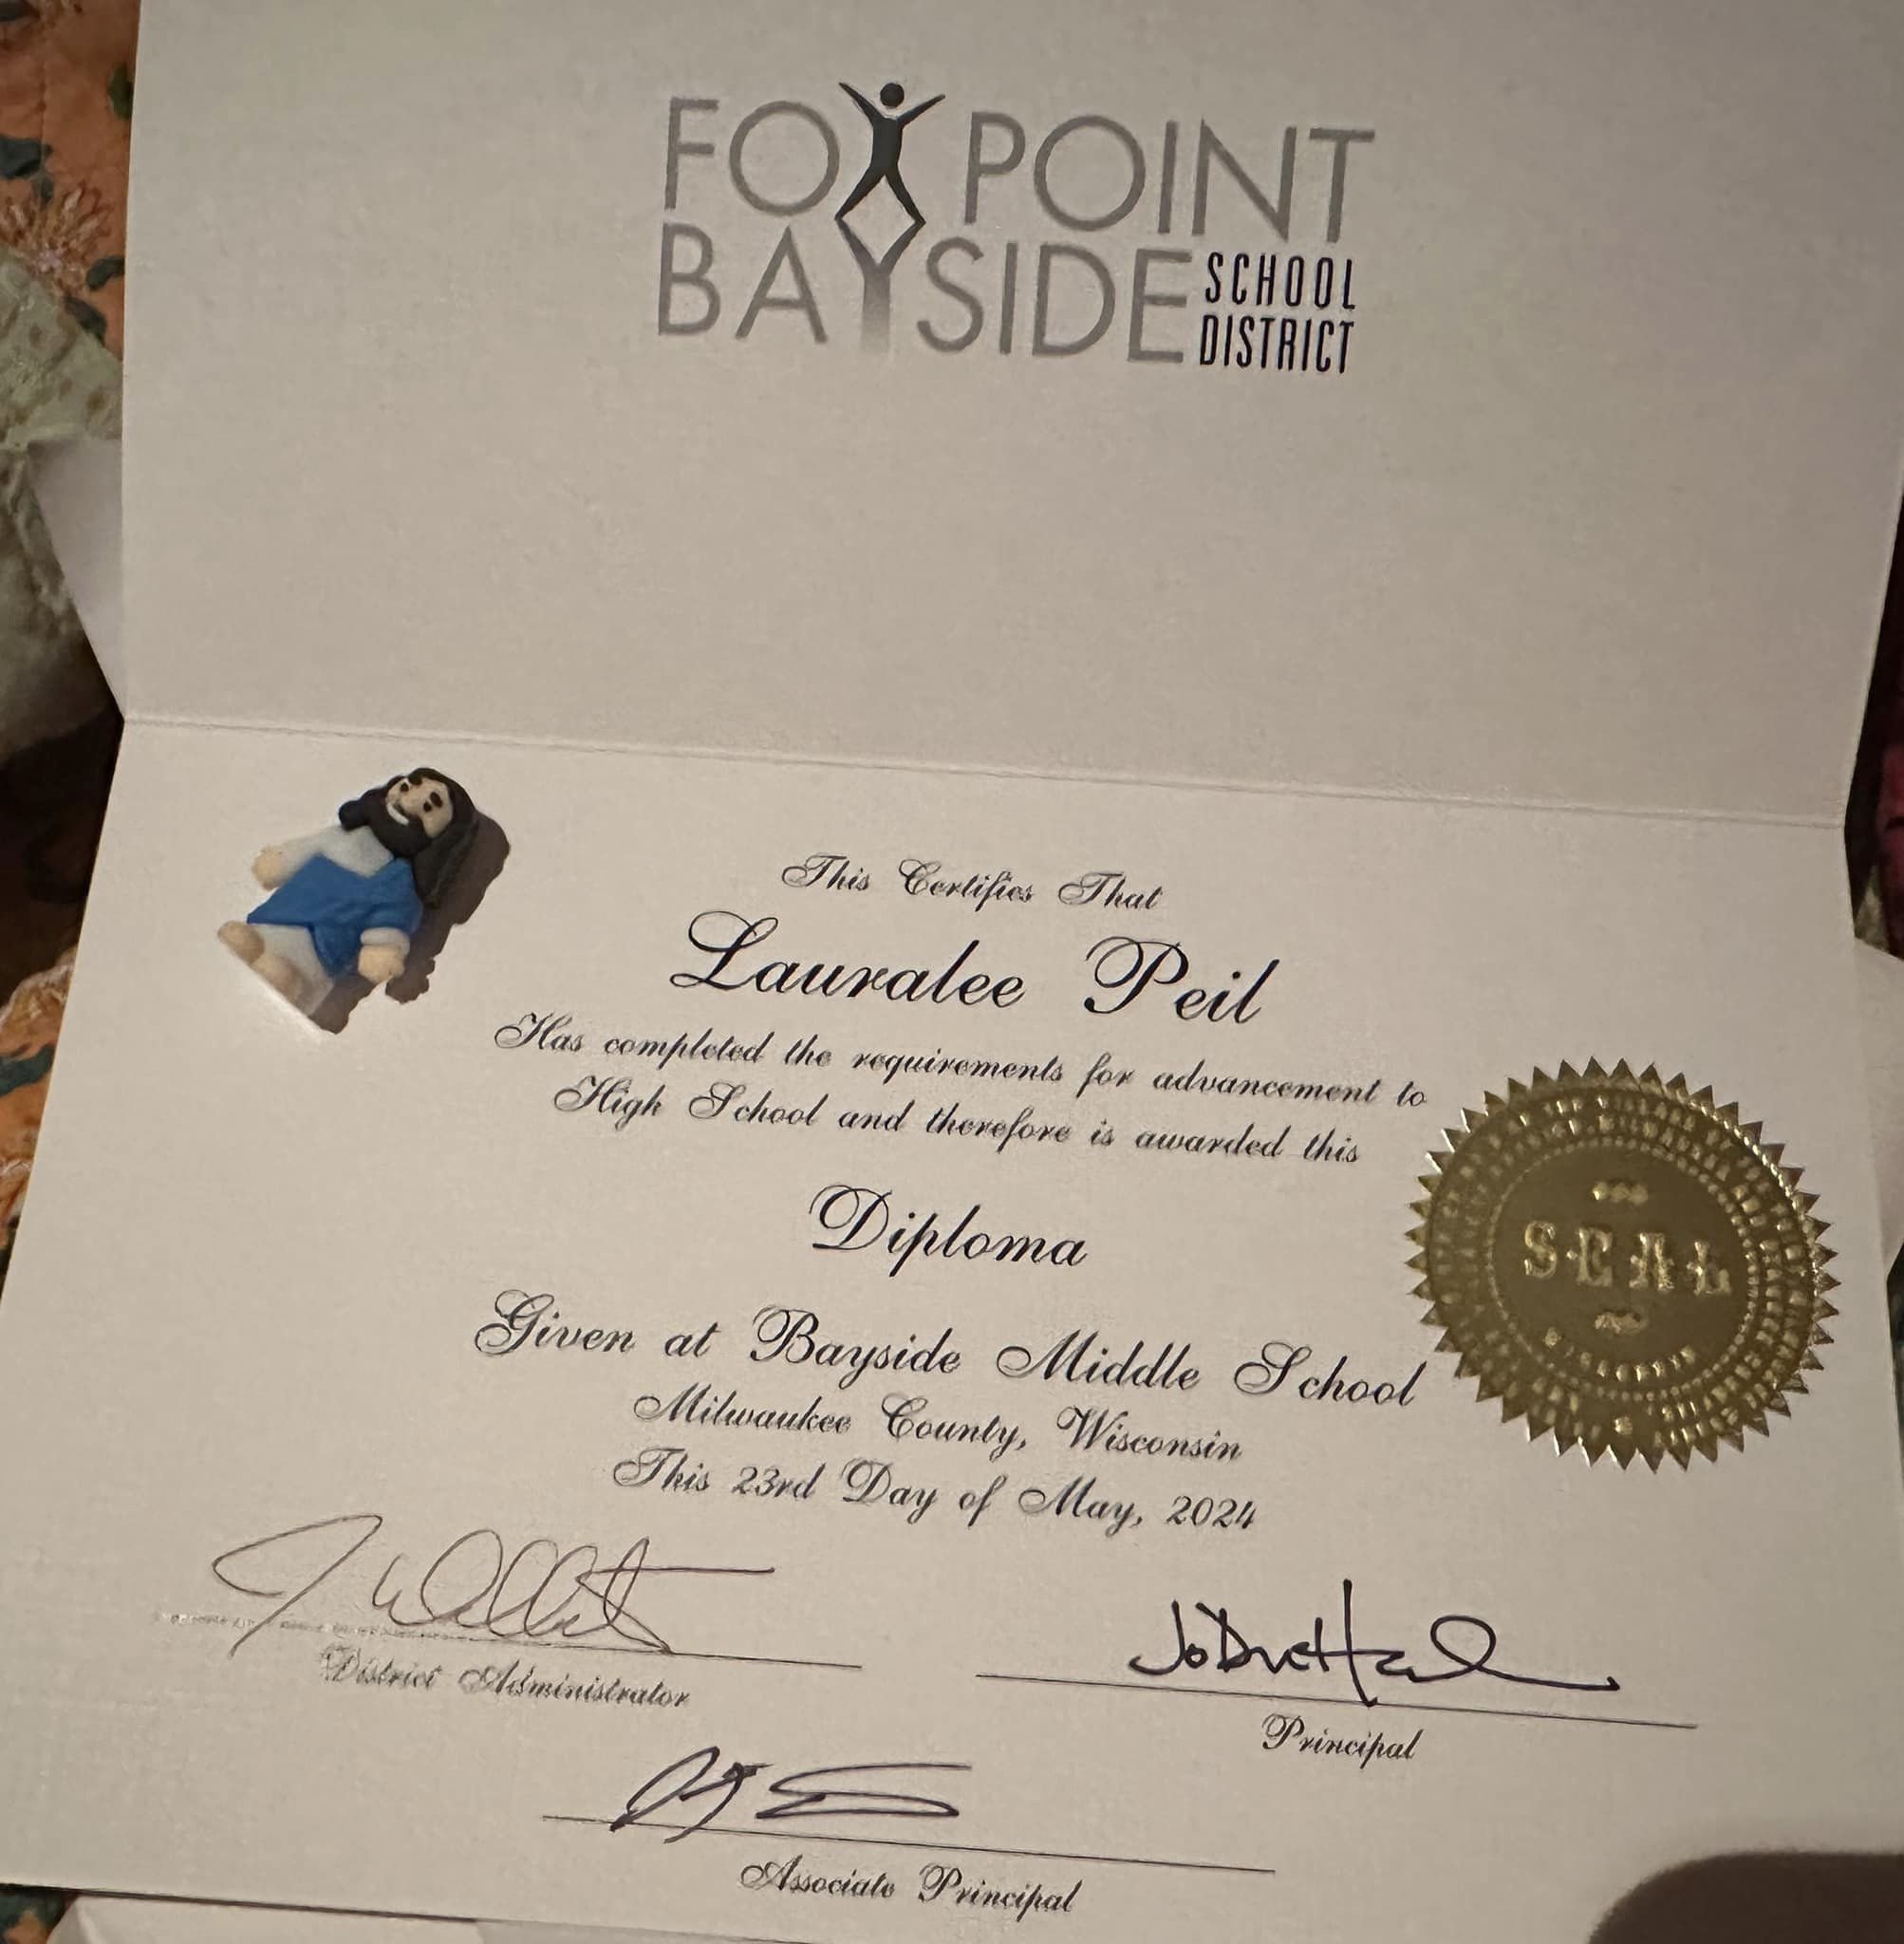 FOX POINT
BAYSIDE SCHOOL
DISTRICT
This Certifies That
Lauralee Peil
Has completed the requirements for advancement to
High School and therefore is awarded this
Diploma
Given at Bayside Middle School
Milwaukee County, Wisconsin
This 23rd Day of May, 2024
District Administrator
Principal
Associate Principal
SEAL